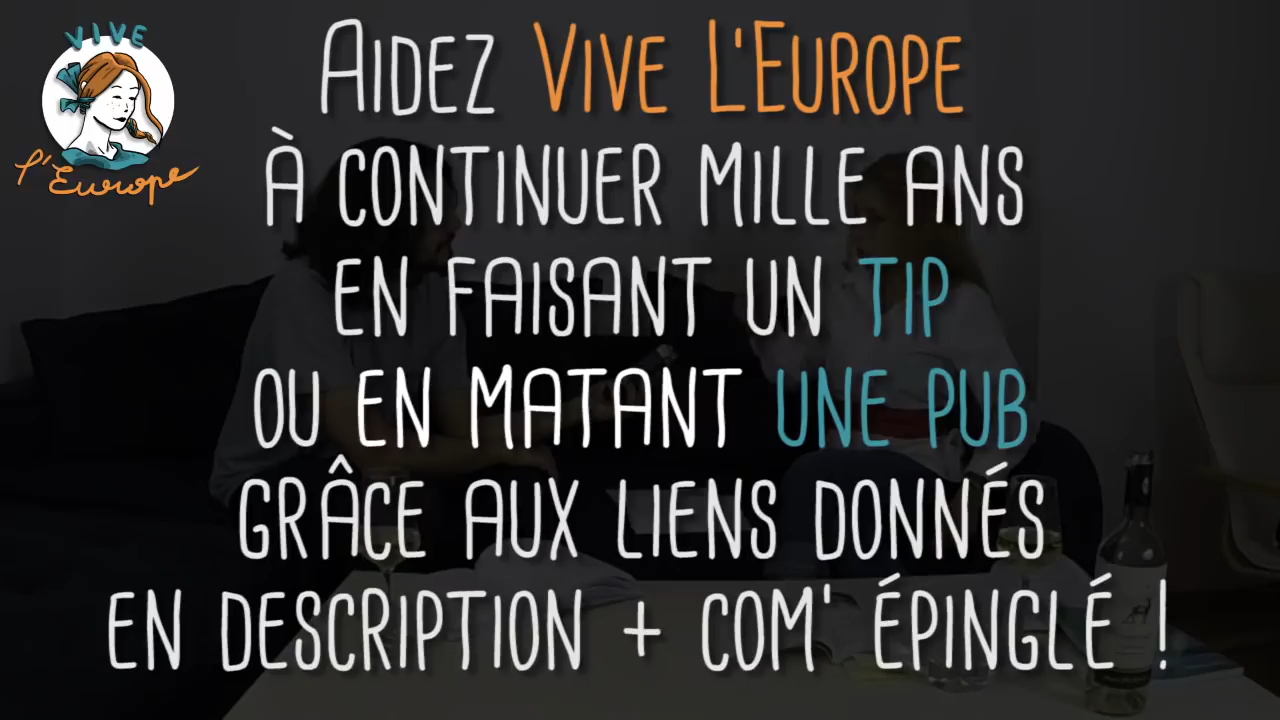 VIVE
l'Europe
AIDEZ VIVE L'EUROPE
À CONTINUER MILLE ANS
EN FAISANT UN TIP
OU EN MATANT UNE PUB
GRÂCE AUX LIENS DONNÉS
EN DESCRIPTION + COM' ÉPINGLÉ !